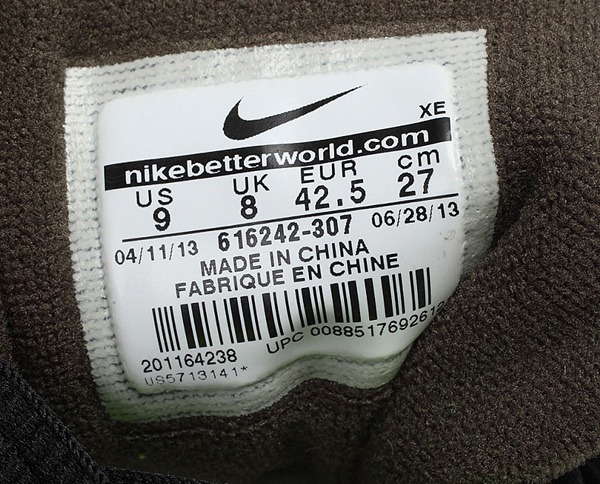 XE
nikebetterworld.com
US UK EUR cm
9 8 42.5 27
04/11/13 616242-307 06/28/13
MADE IN CHINA
FABRIQUE EN CHINE
201164238 UPC 0088517692612
US5713141*